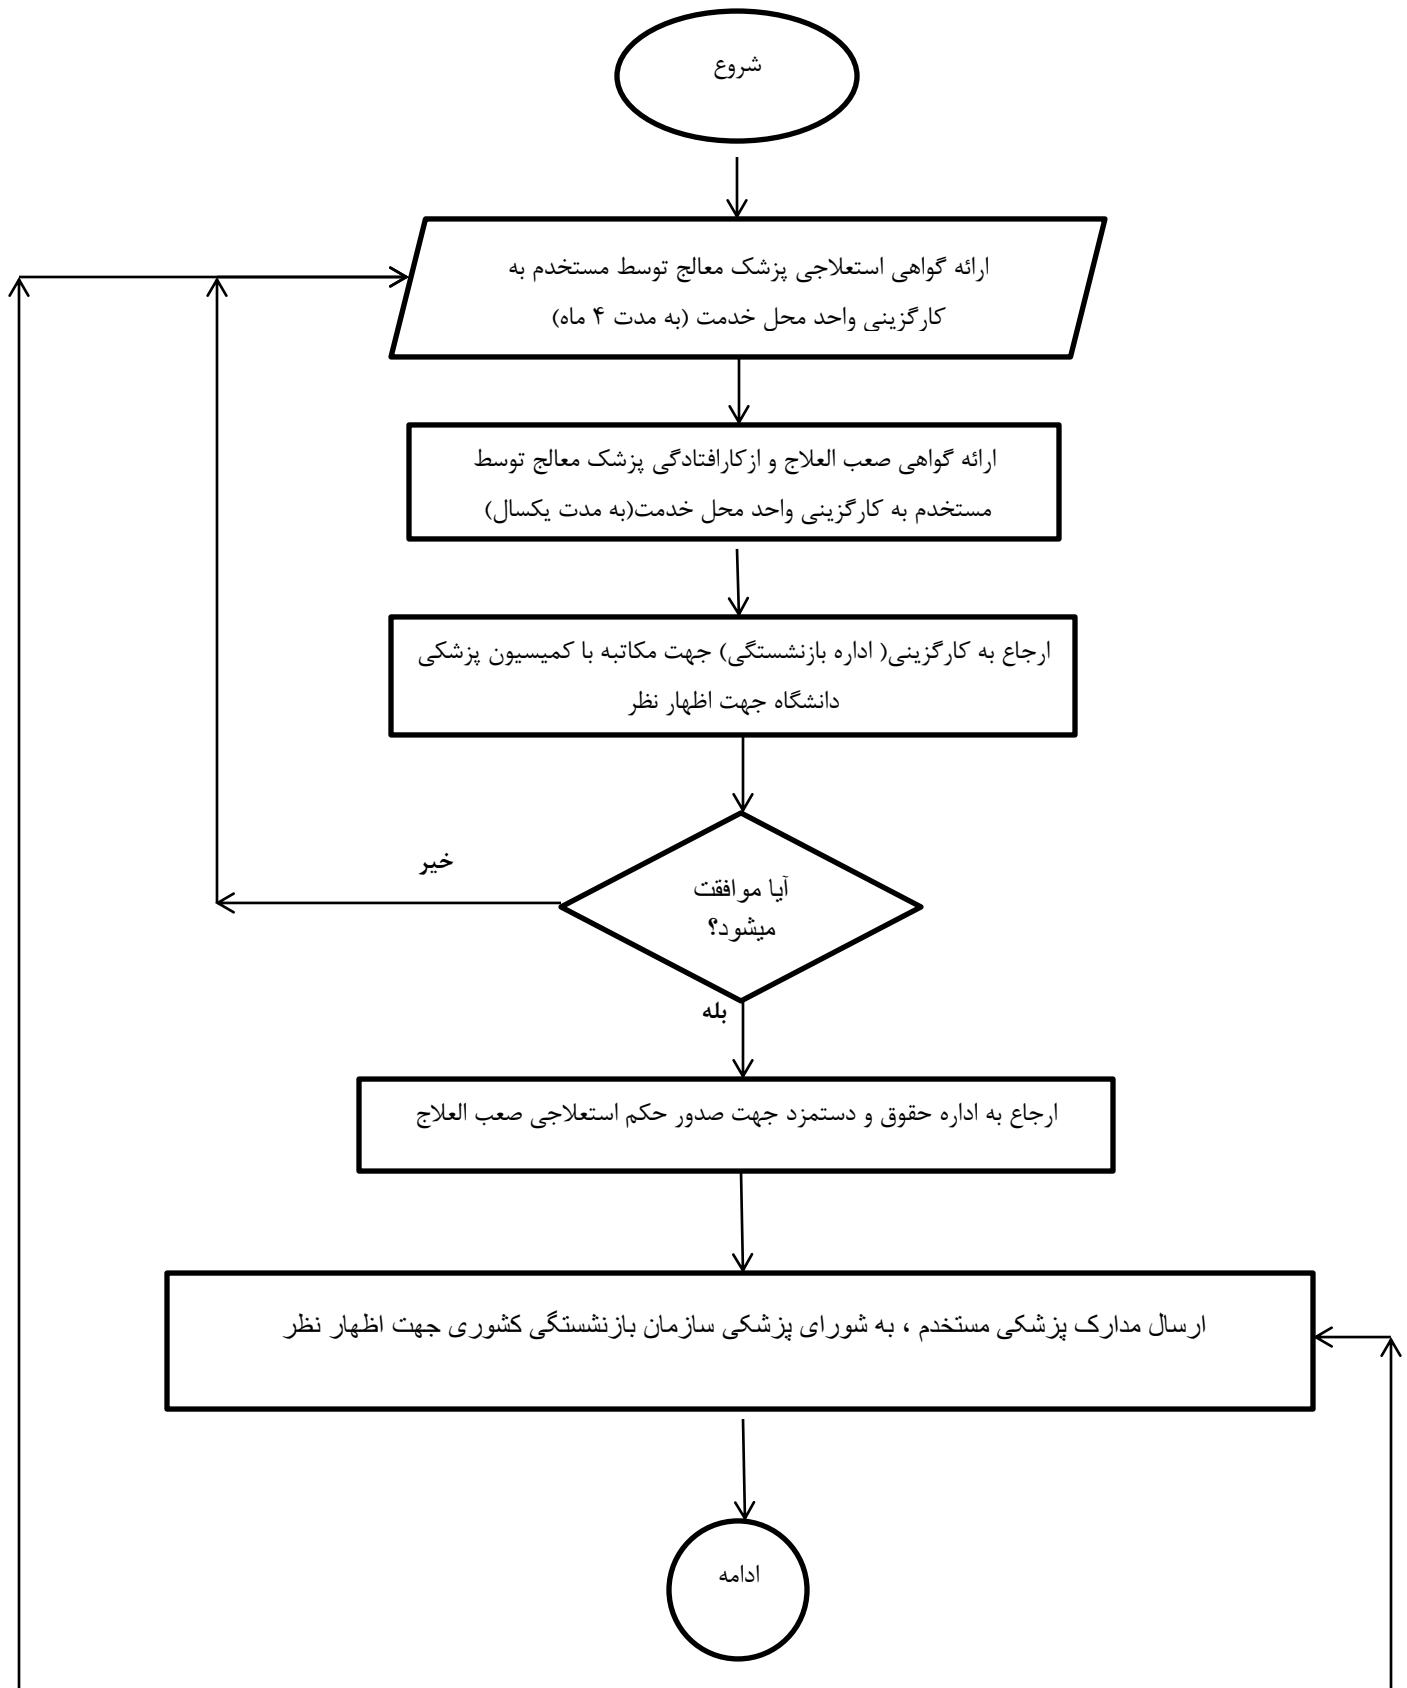 شروع
ارائه گواهی استعلاجی پزشک معالج توسط مستخدم به
کارگزینی واحد محل خدمت (به مدت ۴ ماه)
ارائه گواهی صعب العلاج و ازکارافتادگی پزشک معالج توسط
مستخدم به کارگزینی واحد محل خدمت(به مدت یکسال)
ارجاع به کارگزینی( اداره بازنشستگی) جهت مکاتبه با کمیسیون پزشکی
دانشگاه جهت اظهار نظر
خیر
آیا موافقت
میشود؟
بله
ارجاع به اداره حقوق و دستمزد جهت صدور حکم استعلاجی صعب العلاج
ارسال مدارک پزشکی مستخدم ، به شورای پزشکی سازمان بازنشستگی کشوری جهت اظهار نظر
ادامه